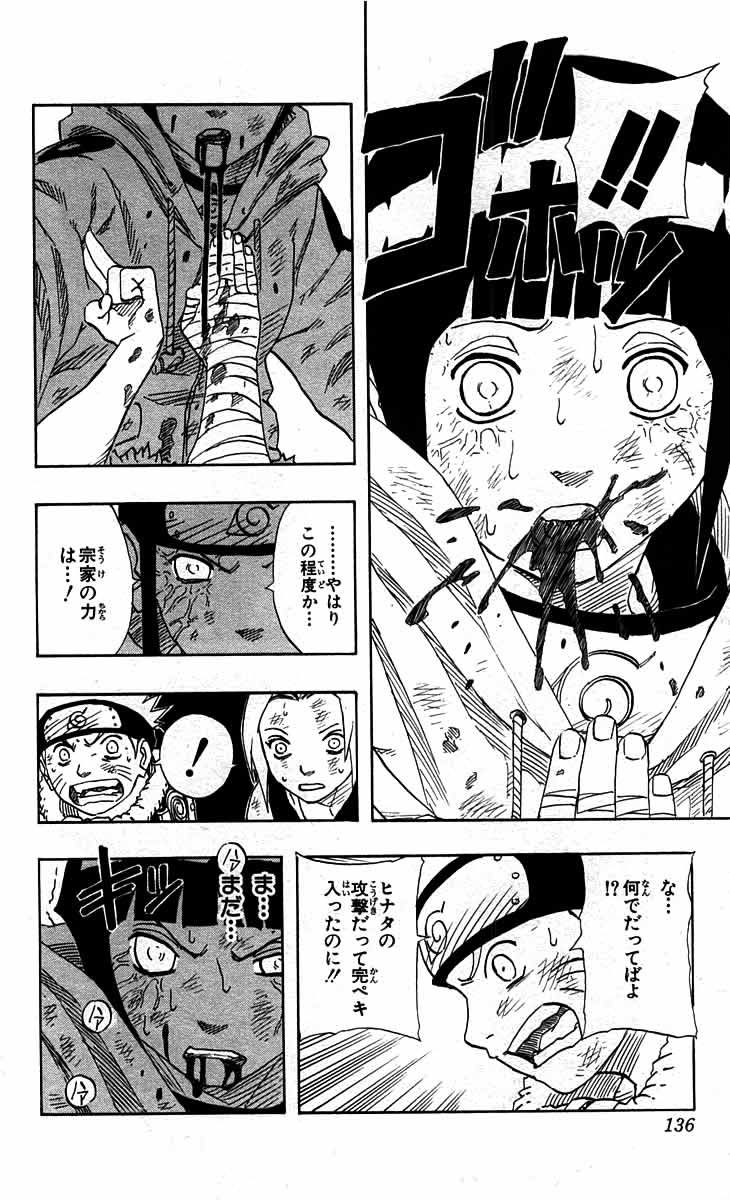 !!
ゴホッ
………やはり
この程度か…
宗家の力
は…!
!
な…
何でだってばよ
!?
ヒナタの
攻撃だって完ペキ
入ったのに!!
ま…
ハァ
まだ…
キッ
ハァ
ハァ
136